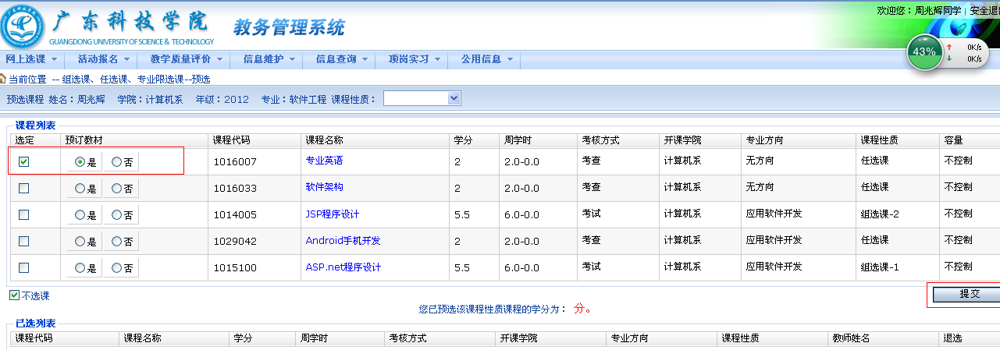 欢迎您：周兆辉同学 | 安全退出
广东科技学院 教务管理系统
GUANGDONG UNIVERSITY OF SCIENCE & TECHNOLOGY
43% 0K/s
0K/s
网上选课 活动报名 教学质量评价 信息维护 信息查询 顶岗实习 公用信息
当前位置 -- 组选课、任选课、专业限选课--预选
预选课程 姓名：周兆辉 学院：计算机系 年级：2012 专业：软件工程 课程性质：
课程列表
选定 预订教材 课程代码 课程名称 学分 周学时 考核方式 开课学院 专业方向 课程性质 容量
是 否 1016007 专业英语 2 2.0-0.0 考查 计算机系 无方向 任选课 不控制
是 否 1016033 软件架构 2 2.0-0.0 考查 计算机系 无方向 任选课 不控制
是 否 1014005 JSP程序设计 5.5 6.0-0.0 考试 计算机系 应用软件开发 组选课-2 不控制
是 否 1029042 Android手机开发 2 2.0-0.0 考查 计算机系 应用软件开发 任选课 不控制
是 否 1015100 ASP.net程序设计 5.5 6.0-0.0 考试 计算机系 应用软件开发 组选课-1 不控制
不选课 提交
您已预选该课程性质课程的学分为： 分。
已选列表
课程代码 课程名称 学分 周学时 考核方式 开课学院 专业方向 课程性质 教师姓名 退选